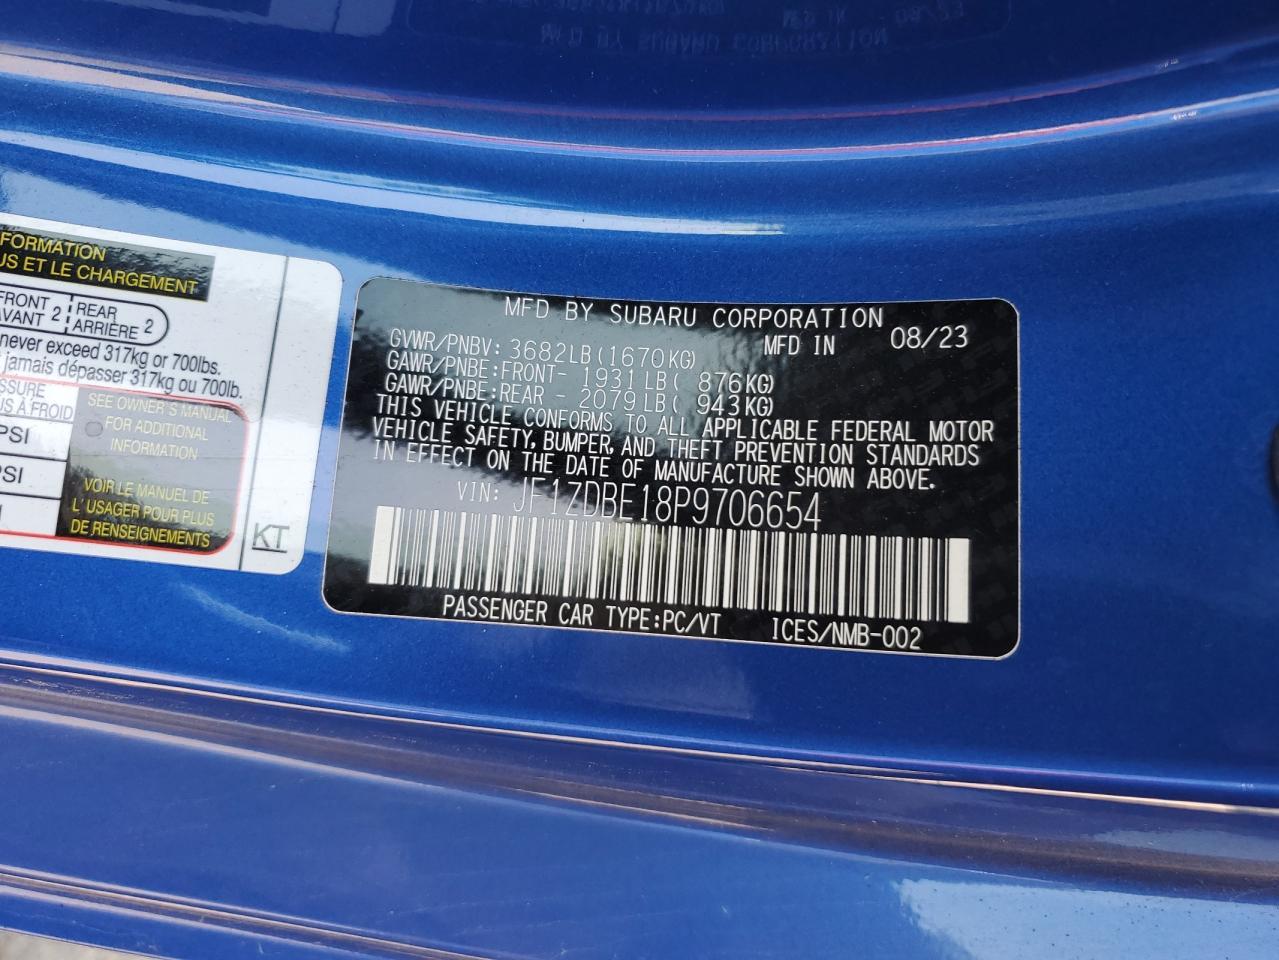 FORMATION
US ET LE CHARGEMENT
FRONT 2 REAR 2
AVANT ARRIÈRE
never exceed 317kg or 700lbs.
jamais dépasser 317kg ou 700lb.
SSURE
S À FROID
PSI
PSI
SEE OWNER'S MANUAL
FOR ADDITIONAL
INFORMATION
VOIR LE MANUEL DE
L'USAGER POUR PLUS
DE RENSEIGNEMENTS
KT
MFD BY SUBARU CORPORATION
GVWR/PNBV: 3682LB(1670KG) MFD IN 08/23
GAWR/PNBE:FRONT- 1931LB( 876KG)
GAWR/PNBE:REAR - 2079LB( 943KG)
THIS VEHICLE CONFORMS TO ALL APPLICABLE FEDERAL MOTOR
VEHICLE SAFETY, BUMPER, AND THEFT PREVENTION STANDARDS
IN EFFECT ON THE DATE OF MANUFACTURE SHOWN ABOVE.
VIN: JF1ZDBE18P9706654
PASSENGER CAR TYPE:PC/VT ICES/NMB-002